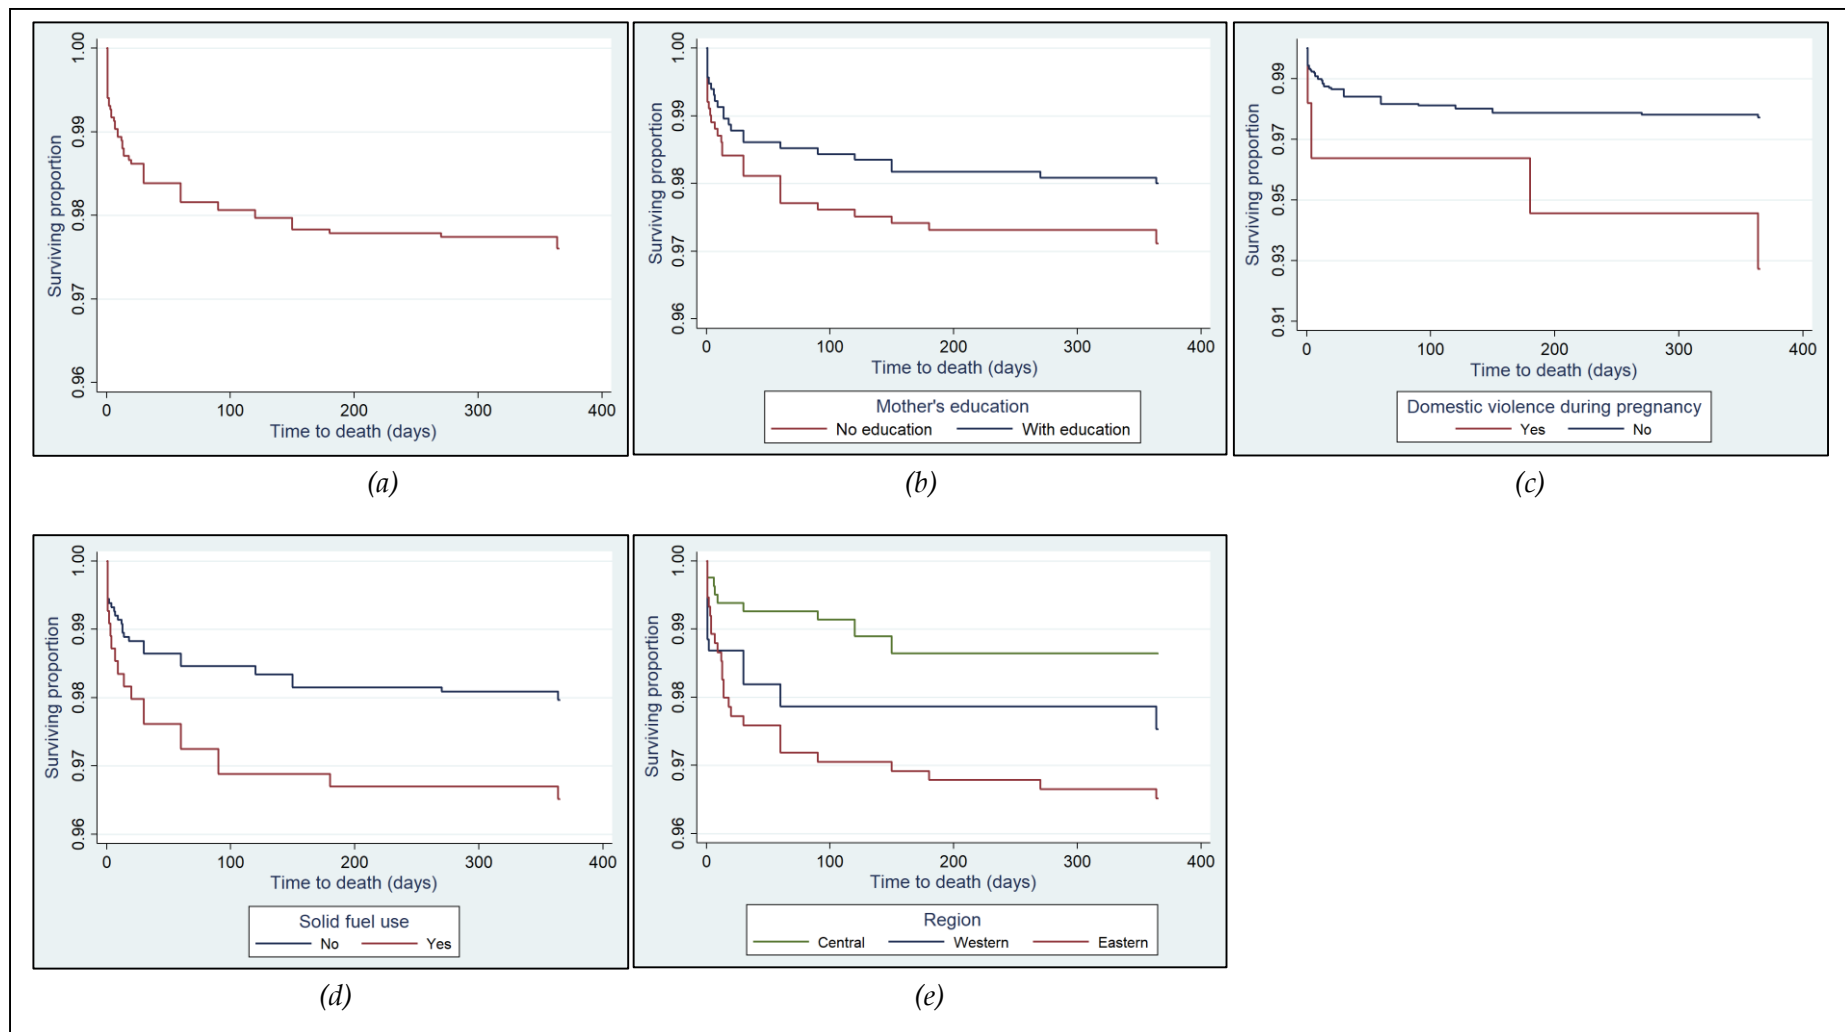 1.00
0.99
0.98
0.97
0.96
Surviving proportion
0 100 200 300 400
Time to death (days)
(a)
1.00
0.99
0.98
0.97
0.96
Surviving proportion
0 100 200 300 400
Time to death (days)
Mother's education
No education With education
(b)
0.99
0.97
0.95
0.93
0.91
Surviving proportion
0 100 200 300 400
Time to death (days)
Domestic violence during pregnancy
Yes No
(c)
1.00
0.99
0.98
0.97
0.96
Surviving proportion
0 100 200 300 400
Time to death (days)
Solid fuel use
No Yes
(d)
1.00
0.99
0.98
0.97
0.96
Surviving proportion
0 100 200 300 400
Time to death (days)
Region
Central Western Eastern
(e)